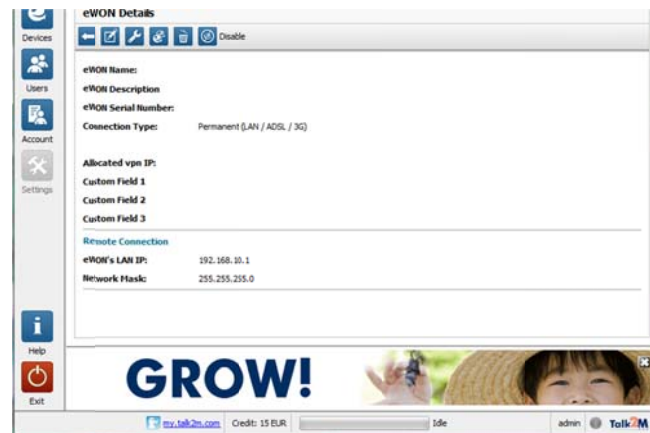 eWON Details
Devices
Disable
Users
eWON Name:
eWON Description
eWON Serial Number:
Connection Type: Permanent (LAN / ADSL / 3G)
Account
Allocated vpn IP:
Custom Field 1
Settings
Custom Field 2
Custom Field 3
Remote Connection
eWON's LAN IP: 192.168.10.1
Network Mask: 255.255.255.0
Help
GROW!
Exit
my.talk2m.com Credit: 15 EUR Idle admin Talk2M